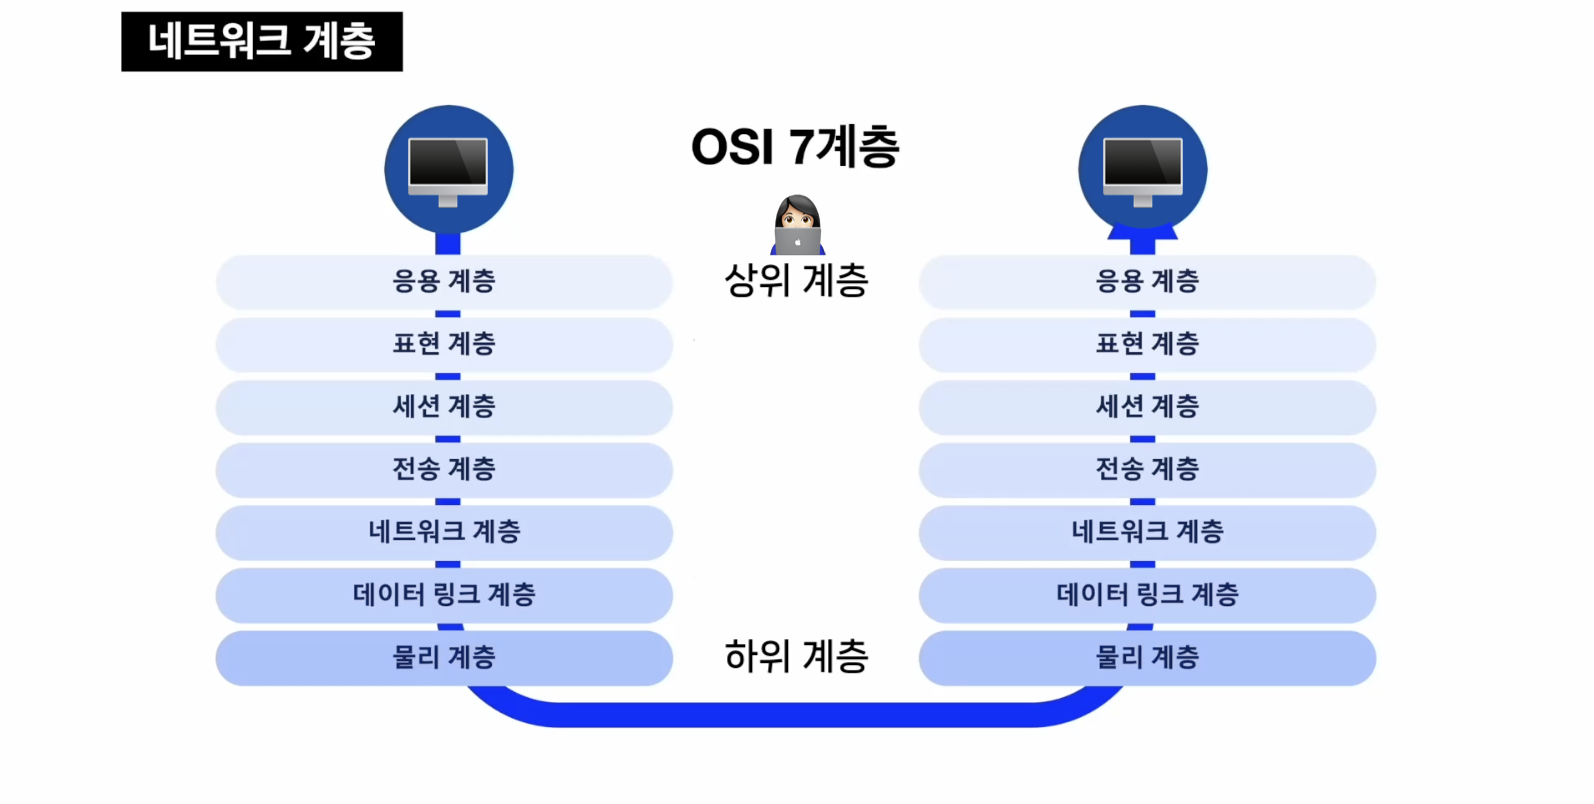 네트워크 계층
OSI 7계층
상위 계층
하위 계층
응용 계층
표현 계층
세션 계층
전송 계층
네트워크 계층
데이터 링크 계층
물리 계층
응용 계층
표현 계층
세션 계층
전송 계층
네트워크 계층
데이터 링크 계층
물리 계층